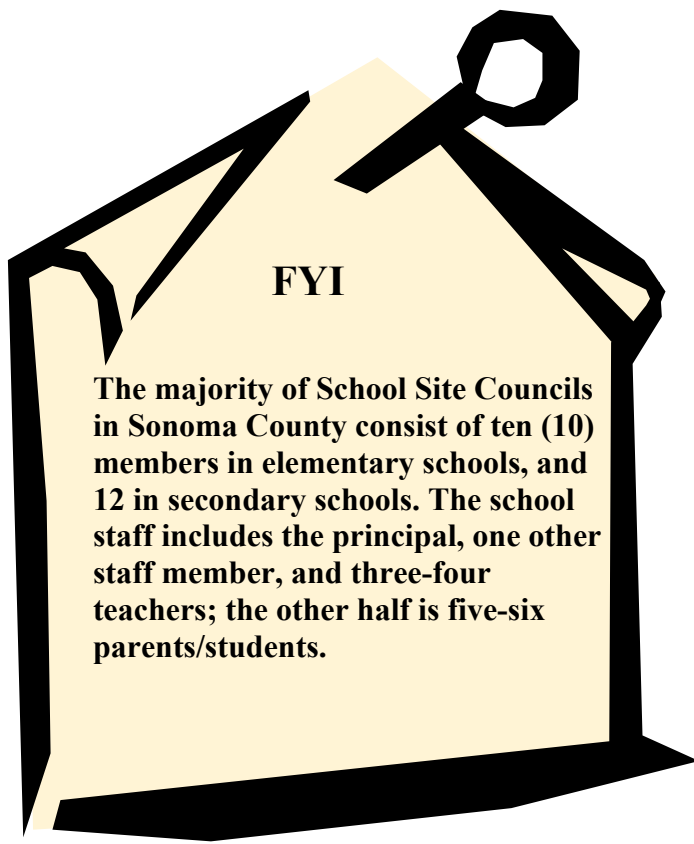 FYI
The majority of School Site Councils
in Sonoma County consist of ten (10)
members in elementary schools, and
12 in secondary schools. The school
staff includes the principal, one other
staff member, and three-four
teachers; the other half is five-six
parents/students.